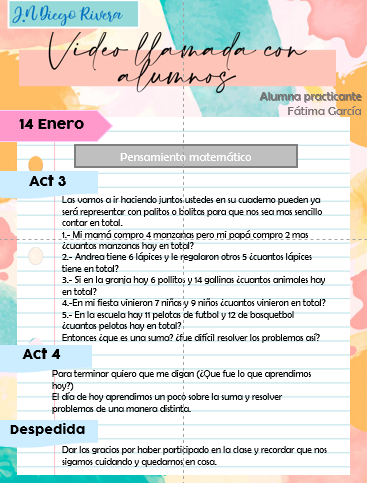 J.N Diego Rivera
Video llamada con
alumnos
Alumna practicante
Fátima García
14 Enero
Pensamiento matemático
Act 3
Las vamos a ir haciendo juntos ustedes en su cuaderno pueden ya
será representar con palitos o bolitas para que nos sea mas sencillo
contar en total.
1.- Mi mamá compro 4 manzanas pero mi papá compro 2 mas
¿cuantas manzanas hay en total?
2.- Andrea tiene 6 lápices y le regalaron otros 5 ¿cuantos lápices
tiene en total?
3.- Si en la granja hay 6 pollitos y 14 gallinas ¿cuantos animales hay
en total?
4.-En mi fiesta vinieron 7 niñas y 9 niños ¿cuantos vinieron en total?
5.- En la escuela hay 11 pelotas de futbol y 12 de basquetbol
¿cuantas pelotas hay en total?
Entonces ¿que es una suma? ¿fue difícil resolver los problemas así?
Act 4
Para terminar quiero que me digan (¿Que fue lo que aprendimos
hoy?)
El día de hoy aprendimos un poco sobre la suma y resolver
problemas de una manera distinta.
Despedida
Dar las gracias por haber participado en la clase y recordar que nos
sigamos cuidando y quedarnos en casa.